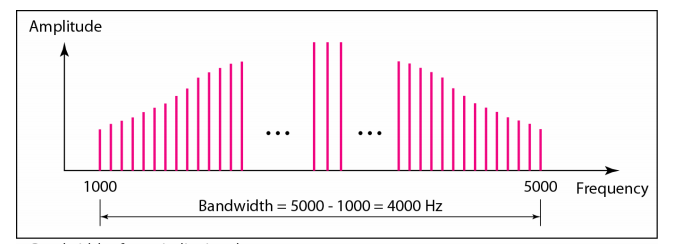 Amplitude
... ...
1000 5000 Frequency
Bandwidth = 5000 - 1000 = 4000 Hz